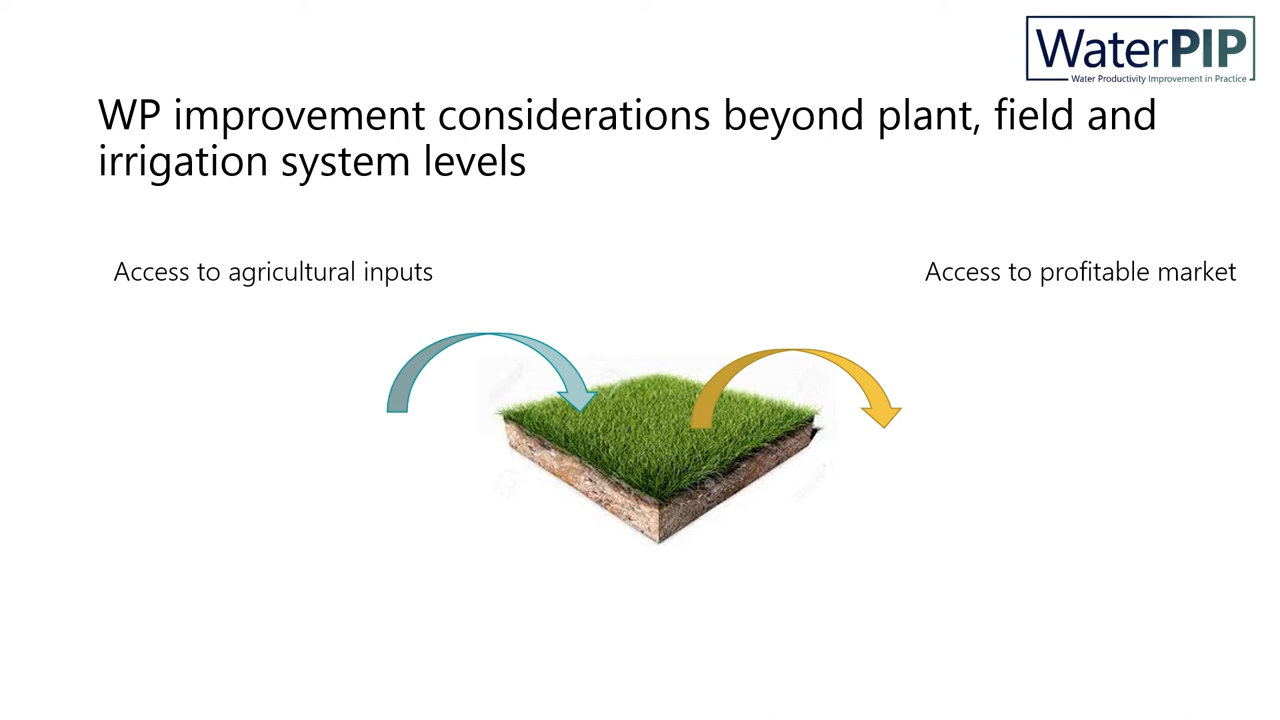 WaterPIP
Water Productivity Improvement in Practice
WP improvement considerations beyond plant, field and
irrigation system levels
Access to agricultural inputs
Access to profitable market